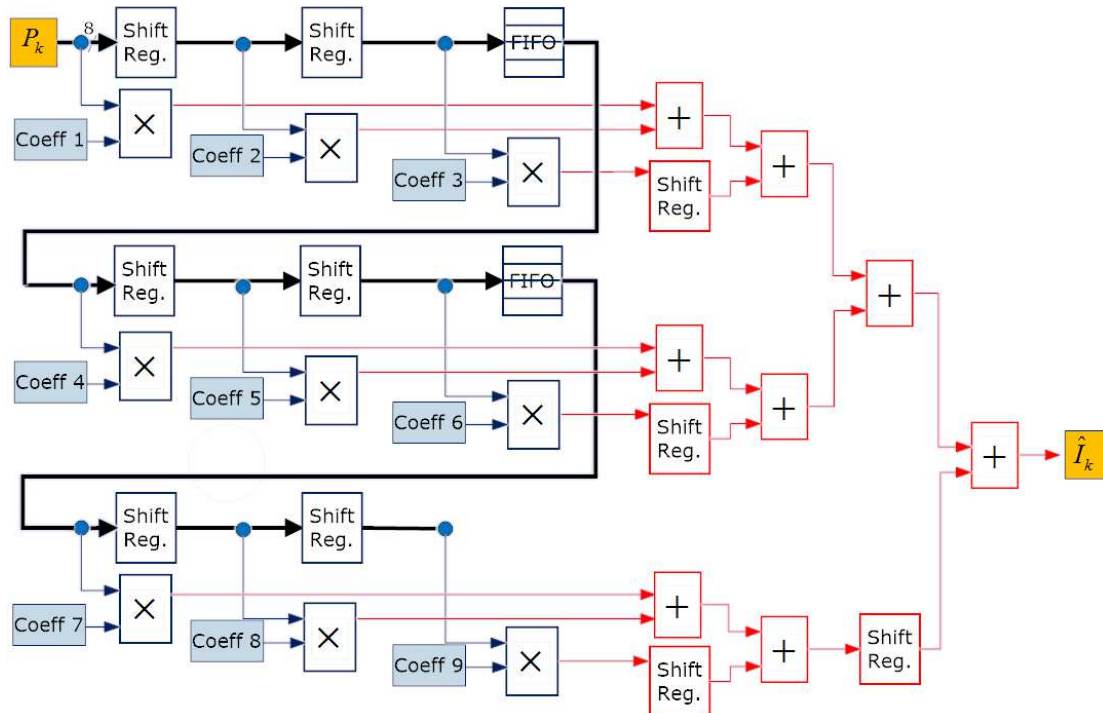 P_k
8
Shift
Reg.
Shift
Reg.
FIFO
Coeff 1
×
Coeff 2
×
Coeff 3
×
+
Shift
Reg.
+
Shift
Reg.
Shift
Reg.
FIFO
+
Coeff 4
×
Coeff 5
×
Coeff 6
×
+
Shift
Reg.
+
+
Î_k
Shift
Reg.
Shift
Reg.
Coeff 7
×
Coeff 8
×
Coeff 9
×
+
Shift
Reg.
+
Shift
Reg.